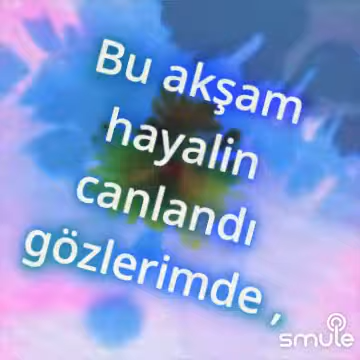 Bu akşam
hayalin
canlandı
gözlerimde ,
smule